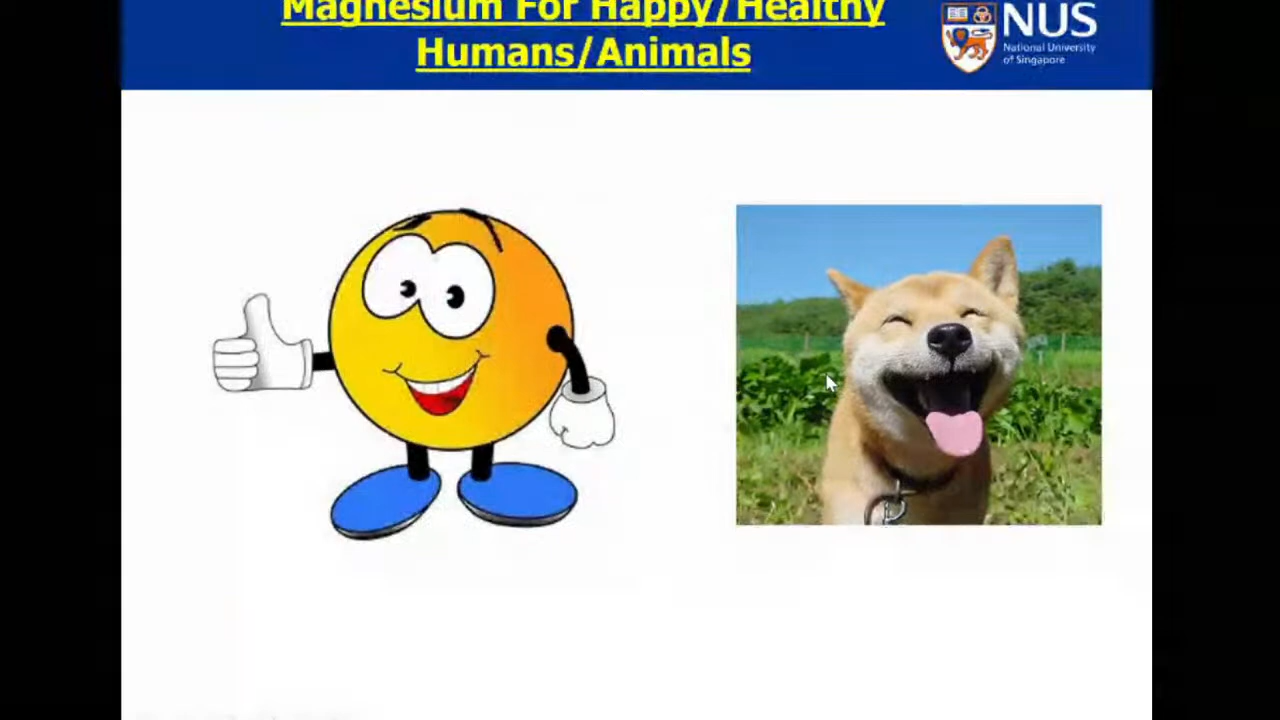 Magnesium For Happy/Healthy
Humans/Animals
NUS
National University
of Singapore